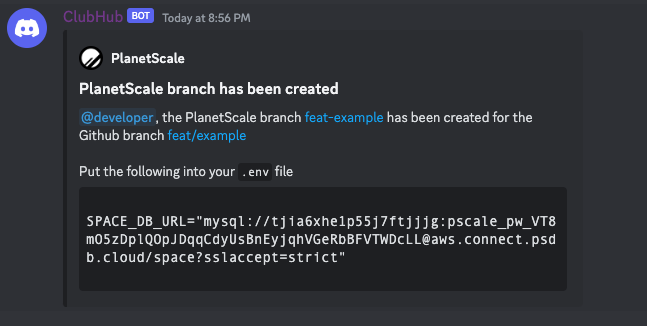 ClubHub BOT Today at 8:56 PM
PlanetScale
PlanetScale branch has been created
@developer, the PlanetScale branch feat-example has been created for the
Github branch feat/example
Put the following into your .env file
SPACE_DB_URL="mysql://tjia6xhe1p55j7ftjjjg:pscale_pw_VT8
mO5zDplQOpJDqqCdyUsBnEyjqhVGeRbBFVTWDcLL@aws.connect.psd
b.cloud/space?sslaccept=strict"